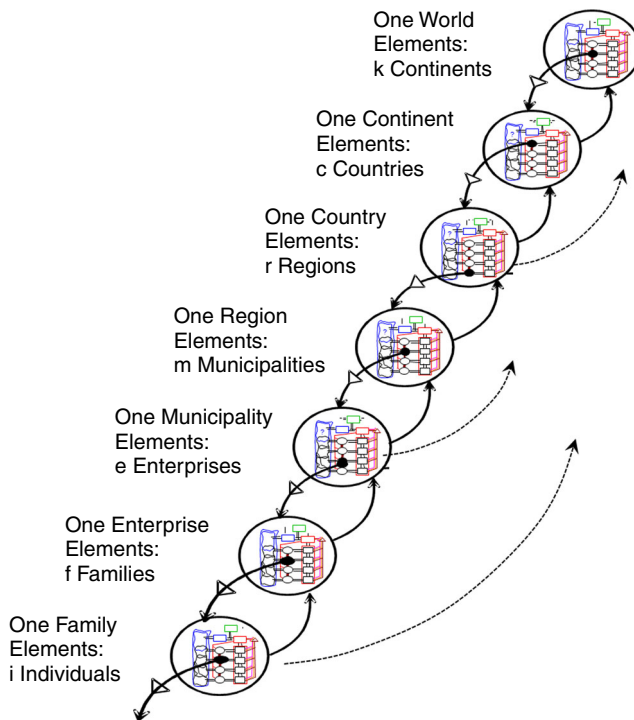 One World
Elements:
k Continents
One Continent
Elements:
c Countries
One Country
Elements:
r Regions
One Region
Elements:
m Municipalities
One Municipality
Elements:
e Enterprises
One Enterprise
Elements:
f Families
One Family
Elements:
i Individuals